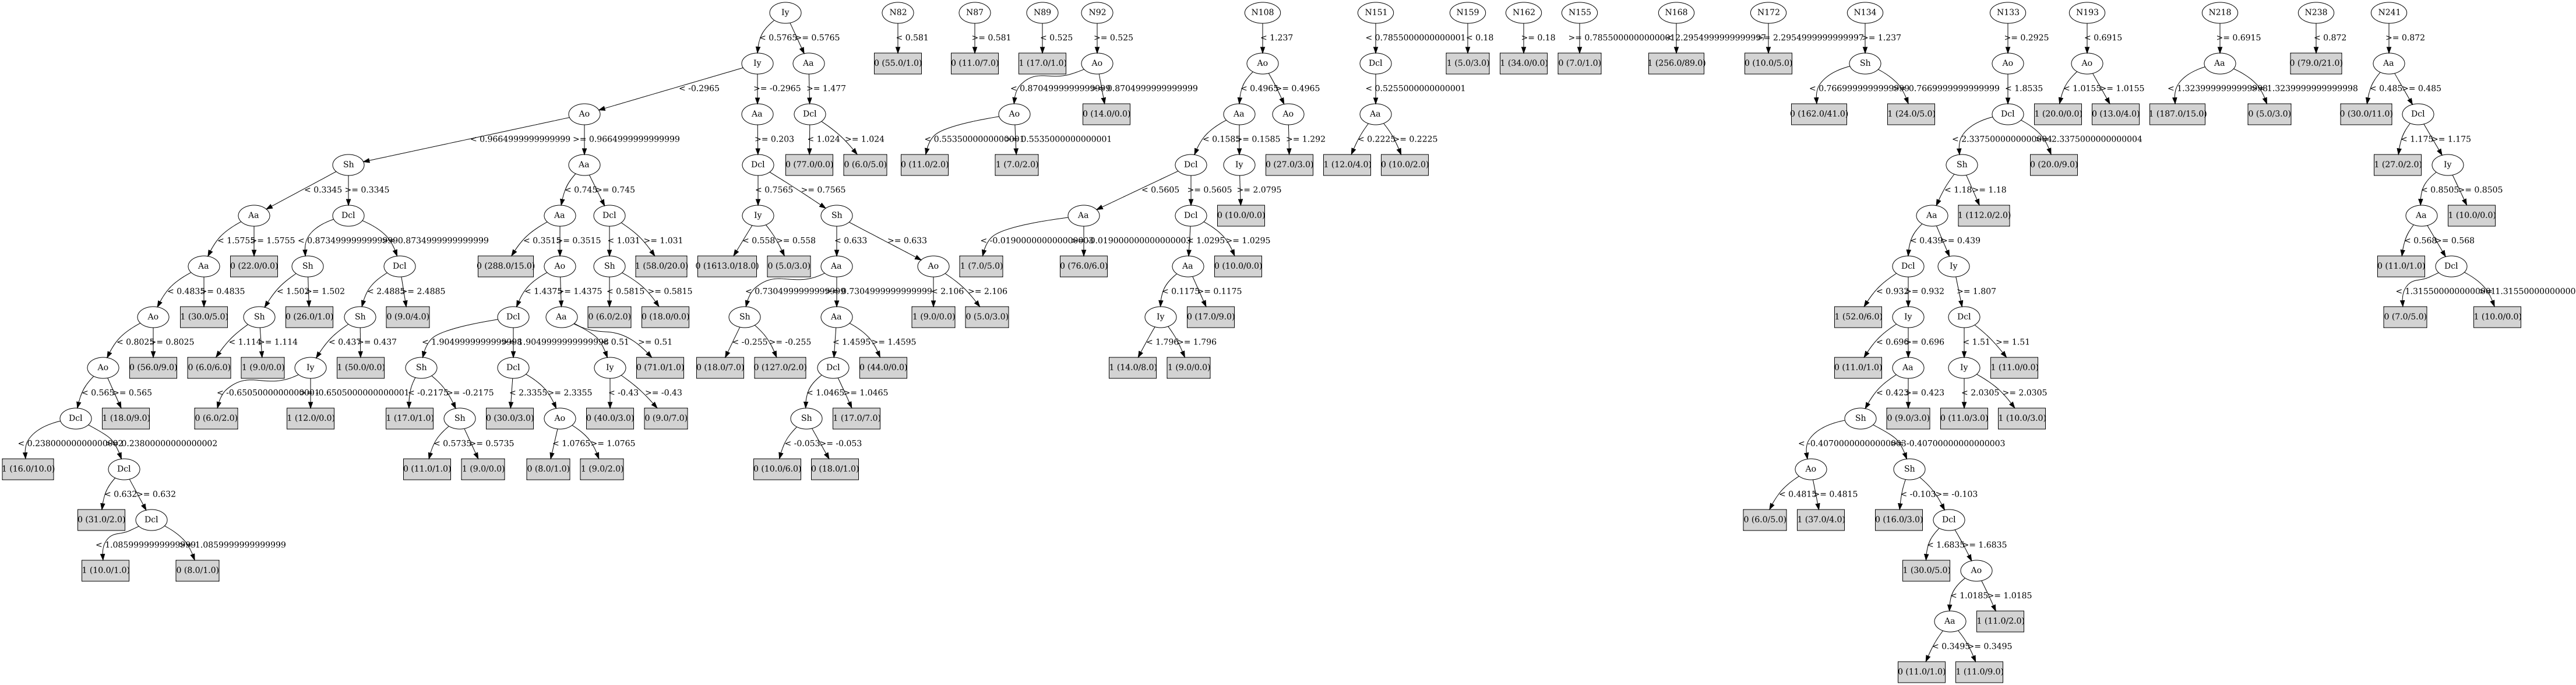 Iy N82 N87 N89 N92 N108 N151 N159 N162 N155 N168 N172 N134 N133 N193 N218 N238 N241
< 0.5765 >= 0.5765 < 0.581 >= 0.581 < 0.525 >= 0.525 < 1.237 < 0.7855000000000001 < 0.18 >= 0.18 >= 0.7855000000000001 < 2.2954999999999997 >= 2.2954999999999997 >= 1.237 >= 0.2925 < 0.6915 >= 0.6915 < 0.872 >= 0.872
Iy Aa 0 (55.0/1.0) 0 (11.0/7.0) 1 (17.0/1.0) Ao Ao Dcl 1 (5.0/3.0) 1 (34.0/0.0) 0 (7.0/1.0) 1 (256.0/89.0) 0 (10.0/5.0) Sh Ao Ao Aa 0 (79.0/21.0) Aa
< -0.2965 >= -0.2965 >= 1.477 < 0.8704999999999999 >= 0.8704999999999999 < 0.4965 >= 0.4965 < 0.5255000000000001 < 0.7669999999999999 >= 0.7669999999999999 < 1.8535 < 1.0155 >= 1.0155 < 1.3239999999999998 >= 1.3239999999999998 < 0.485 >= 0.485
Ao Aa Dcl Ao 0 (14.0/0.0) Aa Ao Aa 0 (162.0/41.0) 1 (24.0/5.0) Dcl 1 (20.0/0.0) 0 (13.0/4.0) 0 (187.0/15.0) 0 (5.0/3.0) 0 (30.0/11.0) Dcl
< 0.9664999999999999 >= 0.9664999999999999 >= 0.203 < 1.024 >= 1.024 < 0.5535000000000001 >= 0.5535000000000001 < 0.1585 >= 0.1585 >= 1.292 < 0.2225 >= 0.2225 < 2.3375000000000004 >= 2.3375000000000004 < 1.175 >= 1.175
Sh Aa Dcl 0 (77.0/0.0) 0 (6.0/5.0) 0 (11.0/2.0) 1 (7.0/2.0) Dcl Iy 0 (27.0/3.0) 1 (12.0/4.0) 0 (10.0/2.0) Sh 0 (20.0/9.0) 1 (27.0/2.0) Iy
< 0.3345 >= 0.3345 < 0.745 >= 0.745 < 0.7565 >= 0.7565 < 0.5605 >= 0.5605 >= 2.0795 < 1.18 >= 1.18 < 0.8505 >= 0.8505
Aa Dcl Aa Dcl Iy Sh Aa Dcl 0 (10.0/0.0) Aa 1 (112.0/2.0) Aa 1 (10.0/0.0)
< 1.5755 >= 1.5755 < 0.8734999999999999 >= 0.8734999999999999 < 0.3515 >= 0.3515 < 1.031 >= 1.031 < 0.558 >= 0.558 < 0.633 >= 0.633 < -0.019000000000000003 >= -0.019000000000000003 < 1.0295 >= 1.0295 < 0.439 >= 0.439 < 0.568 >= 0.568
Aa 0 (22.0/0.0) Sh Dcl 0 (288.0/15.0) Ao Sh 1 (58.0/20.0) 0 (1613.0/18.0) 0 (5.0/3.0) Aa Ao 1 (7.0/5.0) 0 (76.0/6.0) Aa 0 (10.0/0.0) Dcl Iy 0 (11.0/1.0) Dcl
< 0.4835 >= 0.4835 < 1.502 >= 1.502 < 2.4885 >= 2.4885 < 1.4375 >= 1.4375 < 0.5815 >= 0.5815 < 0.7304999999999999 >= 0.7304999999999999 < 2.106 >= 2.106 < 0.1175 >= 0.1175 < 0.932 >= 0.932 >= 1.807
Ao 1 (30.0/5.0) Sh 0 (26.0/1.0) Sh 0 (9.0/4.0) Dcl Aa 0 (6.0/2.0) 0 (18.0/0.0) Sh Aa 1 (9.0/0.0) 0 (5.0/3.0) Iy 0 (17.0/9.0) 1 (52.0/6.0) Iy Dcl 0 (7.0/5.0) 1 (10.0/0.0)
< 0.8025 >= 0.8025 < 1.114 >= 1.114 < 0.437 >= 0.437 < 0.51 >= 0.51 < -0.255 >= -0.255 < 1.4595 >= 1.4595 < 1.796 >= 1.796 < 0.696 >= 0.696 < 1.51 >= 1.51
Ao 0 (56.0/9.0) 0 (6.0/6.0) 1 (9.0/0.0) Iy 1 (50.0/0.0) Sh Dcl Iy 0 (71.0/1.0) 0 (18.0/7.0) 0 (127.0/2.0) Dcl 0 (44.0/0.0) 1 (14.0/8.0) 1 (9.0/0.0) 0 (11.0/1.0) Aa Iy 1 (11.0/0.0)
< 0.565 >= 0.565 < -0.6505000000000001 >= -0.6505000000000001 < -0.2175 >= -0.2175 < 2.3355 >= 2.3355 < -0.43 >= -0.43 < 1.0465 >= 1.0465 < 0.423 >= 0.423 < 2.0305 >= 2.0305
Dcl 1 (18.0/9.0) 0 (6.0/2.0) 1 (12.0/0.0) 1 (17.0/1.0) Sh 0 (30.0/3.0) Ao 0 (40.0/3.0) 0 (9.0/7.0) Sh 1 (17.0/7.0) Sh 0 (9.0/3.0) 0 (11.0/3.0) 1 (10.0/3.0)
< 0.23800000000000002 >= 0.23800000000000002 < 0.5735 >= 0.5735 < 1.0765 >= 1.0765 < -0.053 >= -0.053 < -0.40700000000000003 >= -0.40700000000000003
1 (16.0/10.0) Dcl 0 (11.0/1.0) 1 (9.0/0.0) 0 (8.0/1.0) 1 (9.0/2.0) 0 (10.0/6.0) 0 (18.0/1.0) Ao Sh
< 0.632 >= 0.632 < 0.4815 >= 0.4815 < -0.103 >= -0.103
0 (31.0/2.0) Dcl 0 (6.0/5.0) 1 (37.0/4.0) 0 (16.0/3.0) Dcl
< 1.0859999999999999 >= 1.0859999999999999 < 1.6835 >= 1.6835
1 (10.0/1.0) 0 (8.0/1.0) 1 (30.0/5.0) Ao
< 1.0185 >= 1.0185
Aa 1 (11.0/2.0)
< 0.3495 >= 0.3495
0 (11.0/1.0) 1 (11.0/9.0)